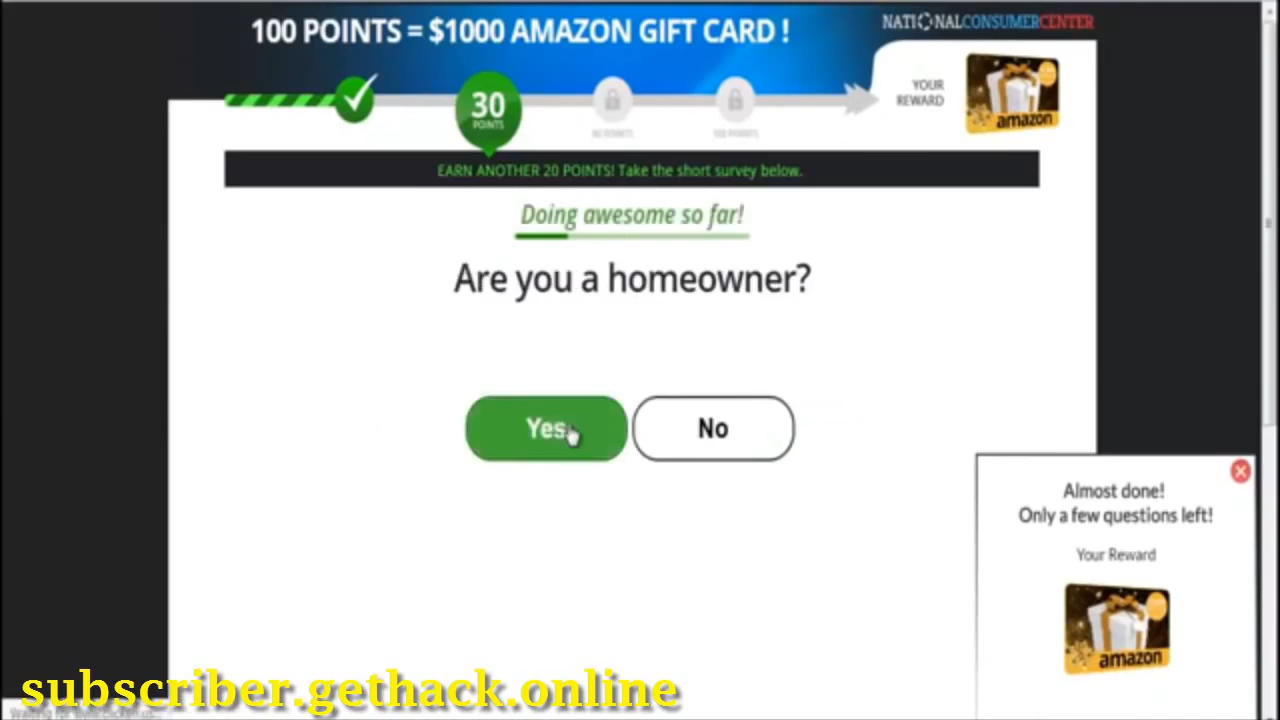 100 POINTS = $1000 AMAZON GIFT CARD !
NATIONALCONSUMERCENTER
YOUR
REWARD
amazon
30
POINTS
100 POINTS
EARN ANOTHER 20 POINTS! Take the short survey below.
Doing awesome so far!
Are you a homeowner?
Yes
No
Almost done!
Only a few questions left!
Your Reward
amazon
subscriber.gethack.online